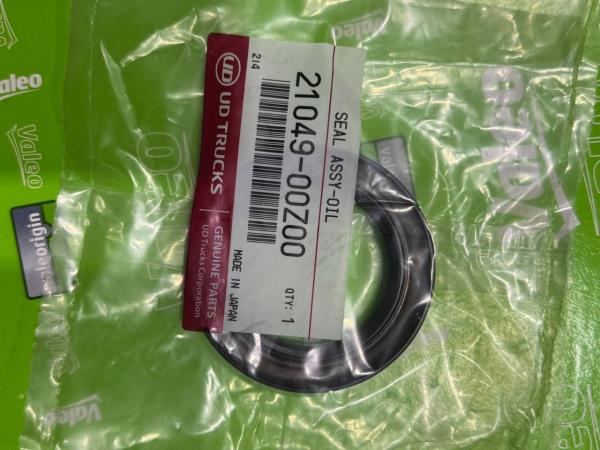 UD TRUCKS
GENUINE PARTS
UD Trucks Corporation
214
21049-00Z00
SEAL ASSY-OIL
MADE IN JAPAN
QTY: 1
Valeo
Valeo
Valeo